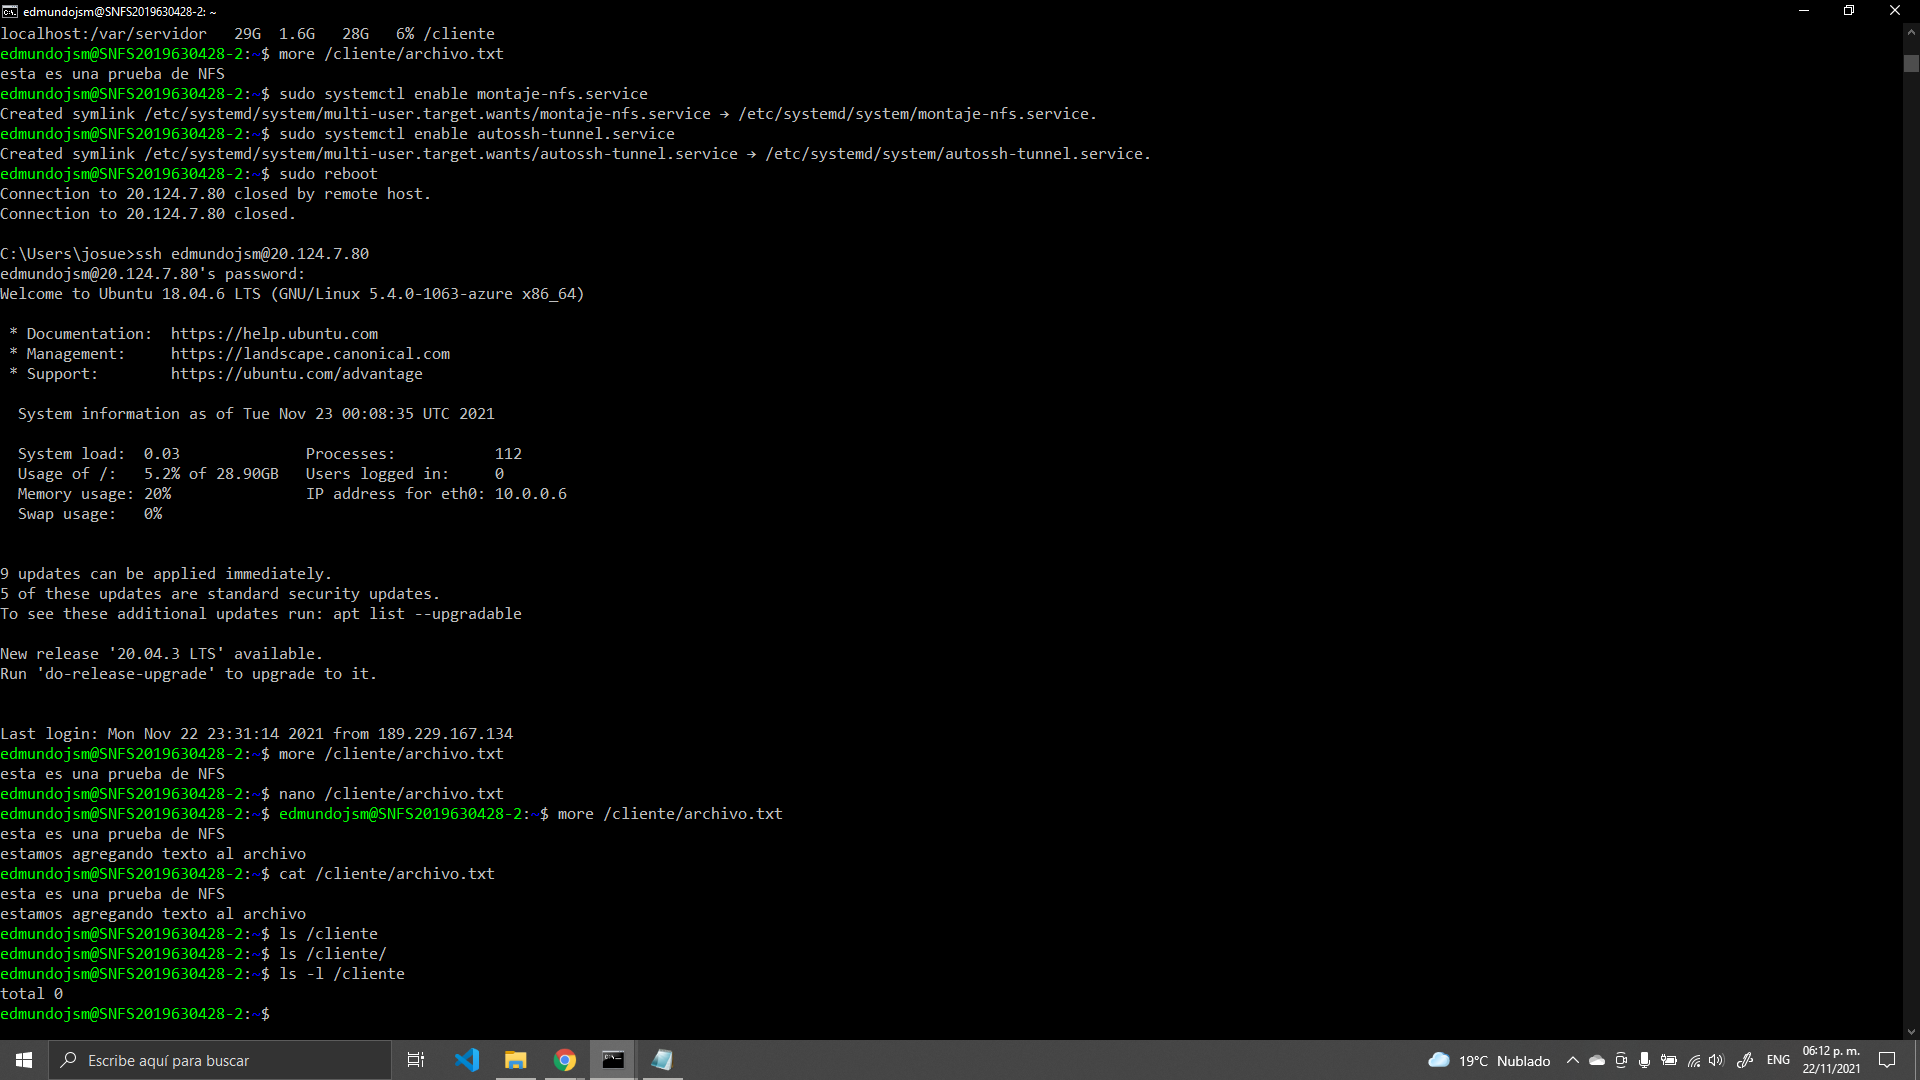 edmundojsm@SNFS2019630428-2: ~
localhost:/var/servidor   29G  1.6G   28G   6% /cliente
edmundojsm@SNFS2019630428-2:~$ more /cliente/archivo.txt
esta es una prueba de NFS
edmundojsm@SNFS2019630428-2:~$ sudo systemctl enable montaje-nfs.service
Created symlink /etc/systemd/system/multi-user.target.wants/montaje-nfs.service → /etc/systemd/system/montaje-nfs.service.
edmundojsm@SNFS2019630428-2:~$ sudo systemctl enable autossh-tunnel.service
Created symlink /etc/systemd/system/multi-user.target.wants/autossh-tunnel.service → /etc/systemd/system/autossh-tunnel.service.
edmundojsm@SNFS2019630428-2:~$ sudo reboot
Connection to 20.124.7.80 closed by remote host.
Connection to 20.124.7.80 closed.
C:\Users\josue>ssh edmundojsm@20.124.7.80
edmundojsm@20.124.7.80's password:
Welcome to Ubuntu 18.04.6 LTS (GNU/Linux 5.4.0-1063-azure x86_64)
* Documentation:  https://help.ubuntu.com
* Management:     https://landscape.canonical.com
* Support:        https://ubuntu.com/advantage
System information as of Tue Nov 23 00:08:35 UTC 2021
System load:  0.03               Processes:           112
Usage of /:   5.2% of 28.90GB   Users logged in:     0
Memory usage: 20%               IP address for eth0: 10.0.0.6
Swap usage:   0%
9 updates can be applied immediately.
5 of these updates are standard security updates.
To see these additional updates run: apt list --upgradable
New release '20.04.3 LTS' available.
Run 'do-release-upgrade' to upgrade to it.
Last login: Mon Nov 22 23:31:14 2021 from 189.229.167.134
edmundojsm@SNFS2019630428-2:~$ more /cliente/archivo.txt
esta es una prueba de NFS
edmundojsm@SNFS2019630428-2:~$ nano /cliente/archivo.txt
edmundojsm@SNFS2019630428-2:~$ edmundojsm@SNFS2019630428-2:~$ more /cliente/archivo.txt
esta es una prueba de NFS
estamos agregando texto al archivo
edmundojsm@SNFS2019630428-2:~$ cat /cliente/archivo.txt
esta es una prueba de NFS
estamos agregando texto al archivo
edmundojsm@SNFS2019630428-2:~$ ls /cliente
edmundojsm@SNFS2019630428-2:~$ ls /cliente/
edmundojsm@SNFS2019630428-2:~$ ls -l /cliente
total 0
edmundojsm@SNFS2019630428-2:~$
Escribe aquí para buscar
19°C  Nublado
ENG
06:12 p. m.
22/11/2021